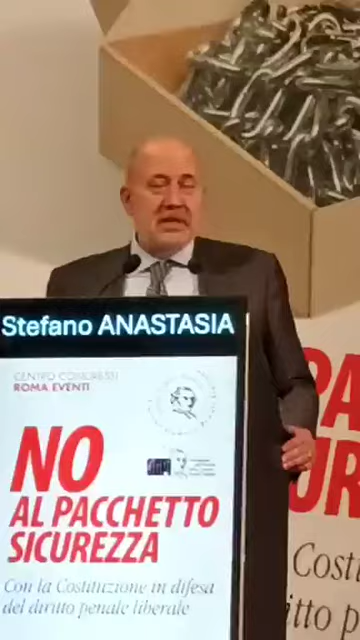 Stefano ANASTASIA
CENTRO CONGRESSI
ROMA EVENTI
NO
AL PACCHETTO
SICUREZZA
Con la Costituzione in difesa
del diritto penale liberale
PA
UR
Costi
itto p